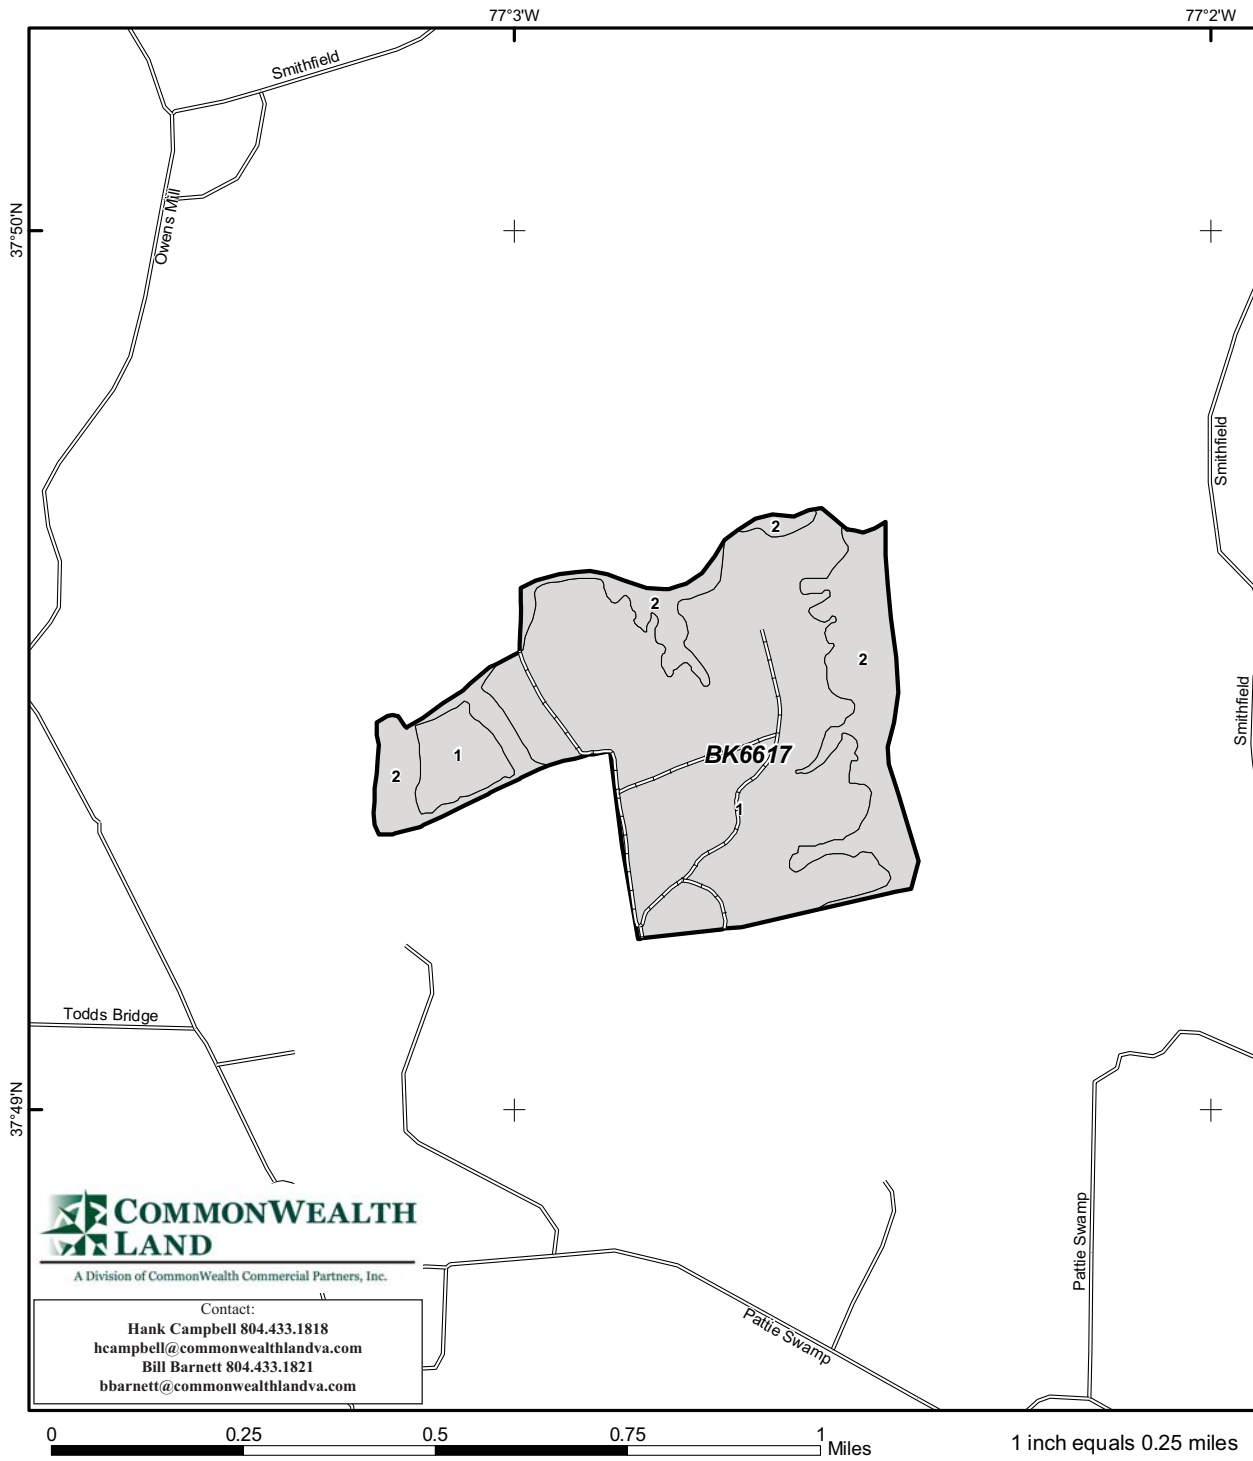 77°3'W
77°2'W
Smithfield
Owens Mill
37°50'N
Smithfield
2
2
2
Smithfield
1
2
BK6617
1
Todds Bridge
37°49'N
COMMONWEALTH
LAND
A Division of CommonWealth Commercial Partners, Inc.
Pattie Swamp
Contact:
Hank Campbell 804.433.1818
hcampbell@commonwealthlandva.com
Bill Barnett 804.433.1821
bbarnett@commonwealthlandva.com
Pattie Swamp
0 0.25 0.5 0.75 1
Miles
1 inch equals 0.25 miles